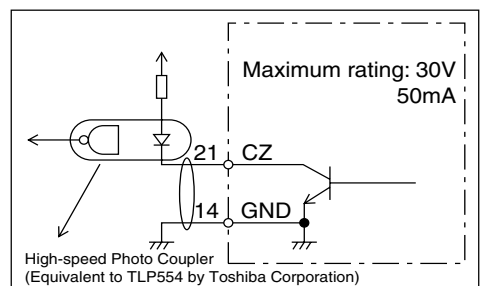 Maximum rating: 30V
50mA
21 CZ
14 GND
High-speed Photo Coupler
(Equivalent to TLP554 by Toshiba Corporation)